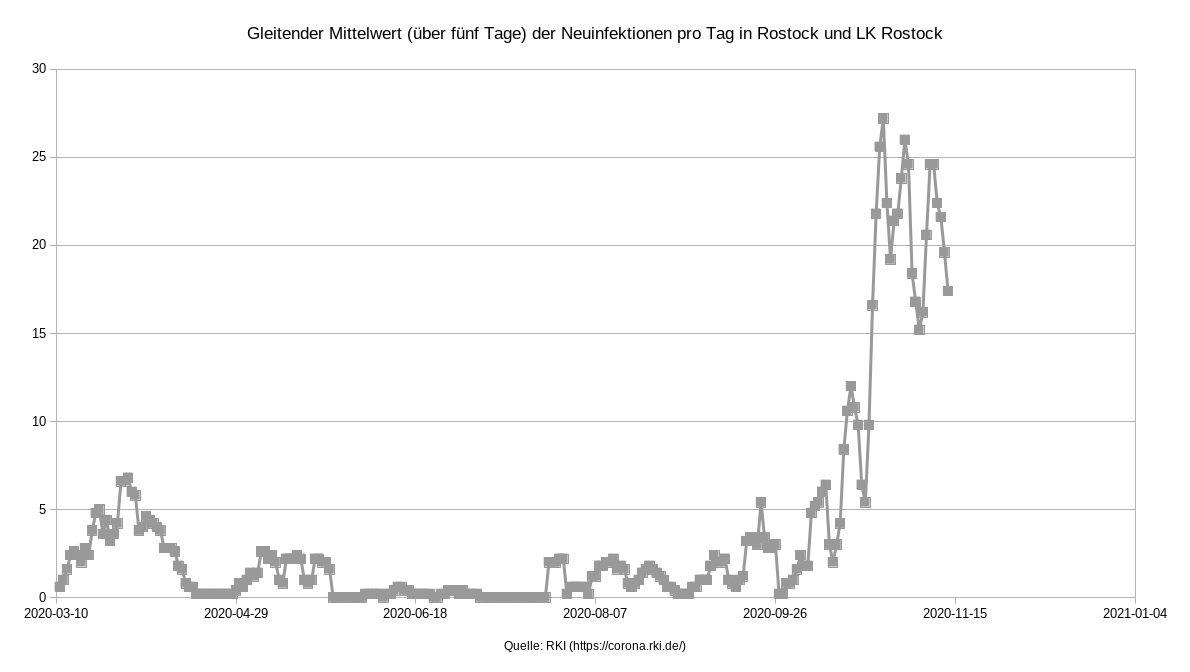 Gleitender Mittelwert (über fünf Tage) der Neuinfektionen pro Tag in Rostock und LK Rostock
30
25
20
15
10
5
0
2020-03-10 2020-04-29 2020-06-18 2020-08-07 2020-09-26 2020-11-15 2021-01-04
Quelle: RKI (https://corona.rki.de/)